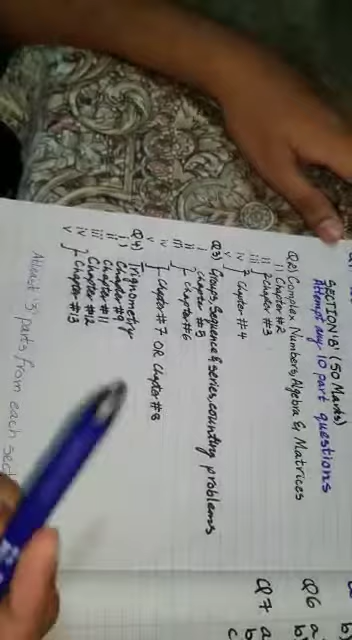 SECTION 'B' (50 Marks)
Attempt any 10 part questions
Q2) Complex Numbers, Algebra & Matrices
i Chapter #2
ii } Chapter #3
iii
iv } Chapter #4
v
Q3) Groups, Sequence & Series, counting problems
i Chapter #5
ii } Chapter #6
iii
iv } Chapter #7 OR Chapter #8
v
Q4) Trignometry
i) Chapter #9
ii Chapter #11
iii Chapter #12
iv } Chapter #13
v
Atleast 3 parts from each sect
Q6 a
b
Q7 a
b
c